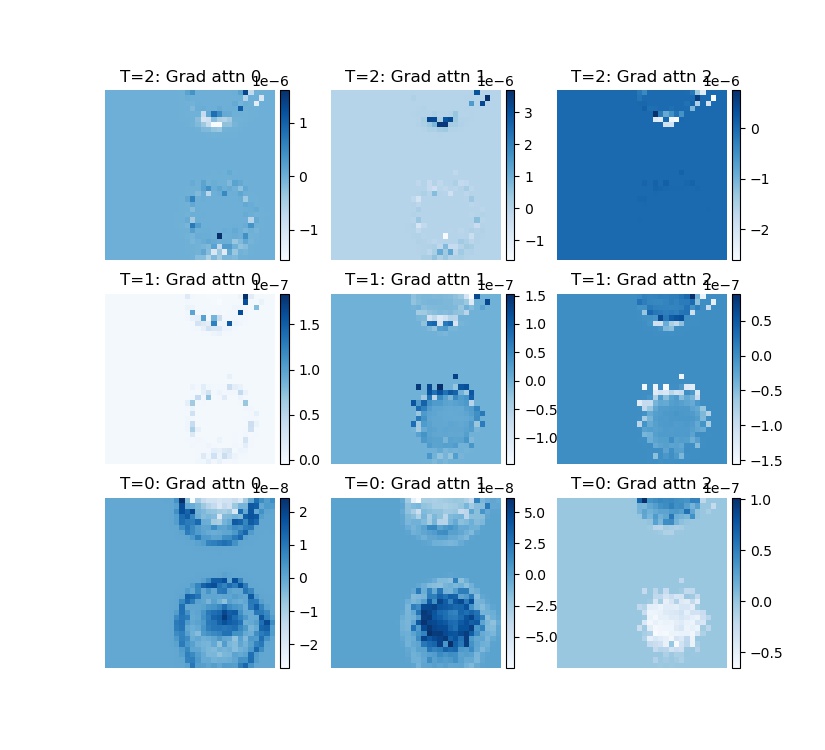 T=2: Grad attn 0
1e−6
T=2: Grad attn 1
1e−6
T=2: Grad attn 2
1e−6
1
0
−1
3
2
1
0
−1
0
−1
−2
T=1: Grad attn 0
1e−7
T=1: Grad attn 1
1e−7
T=1: Grad attn 2
1e−7
1.5
1.0
0.5
0.0
1.5
1.0
0.5
0.0
−0.5
−1.0
0.5
0.0
−0.5
−1.0
−1.5
T=0: Grad attn 0
1e−8
T=0: Grad attn 1
1e−8
T=0: Grad attn 2
1e−7
2
1
0
−1
−2
5.0
2.5
0.0
−2.5
−5.0
1.0
0.5
0.0
−0.5